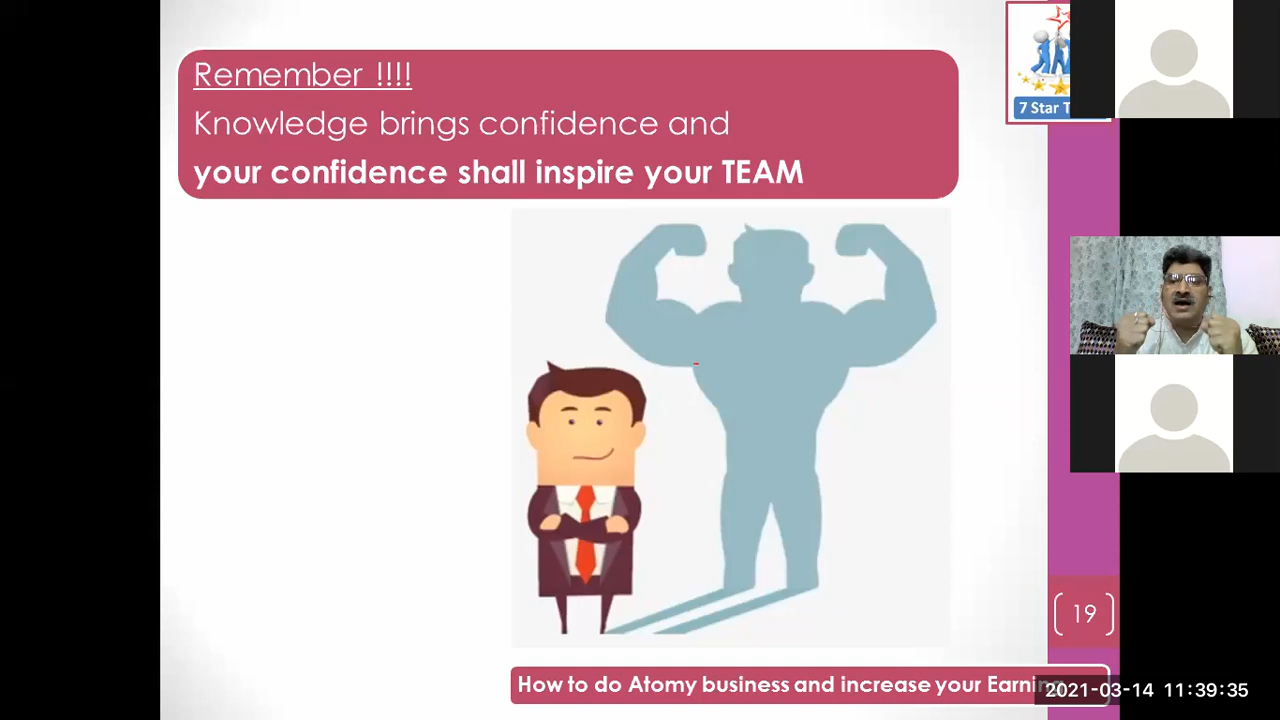 Remember !!!!
Knowledge brings confidence and
your confidence shall inspire your TEAM
7 Star
19
How to do Atomy business and increase your
2021-03-14 11:39:35